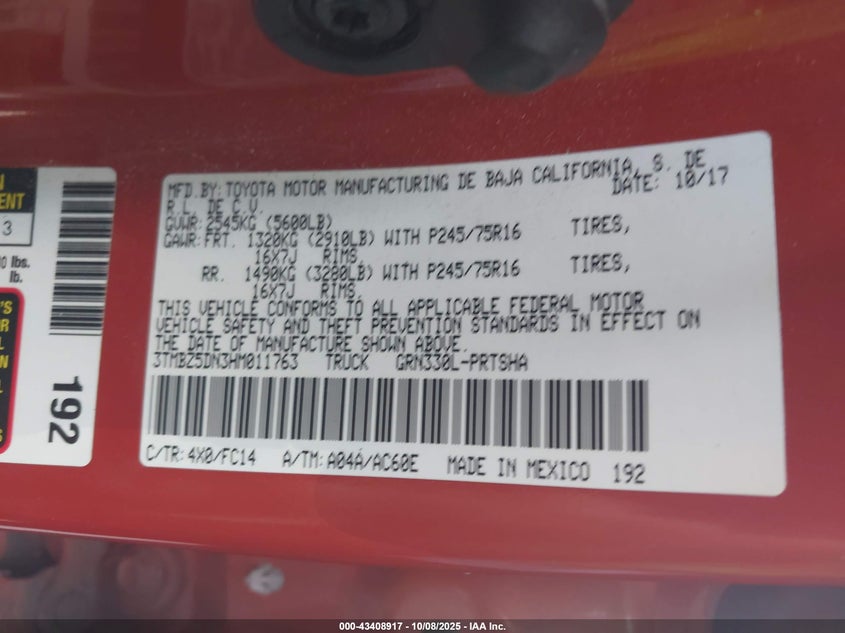 MFD.BY:TOYOTA MOTOR MANUFACTURING DE BAJA CALIFORNIA, S. DE
R.L. DE C.V.
DATE: 10/17
GVWR:2545KG (5600LB)
GAWR:FRT. 1320KG (2910LB) WITH P245/75R16 TIRES,
16X7J RIMS,
RR. 1490KG (3280LB) WITH P245/75R16 TIRES,
16X7J RIMS,
THIS VEHICLE CONFORMS TO ALL APPLICABLE FEDERAL MOTOR
VEHICLE SAFETY AND THEFT PREVENTION STANDARDS IN EFFECT ON
THE DATE OF MANUFACTURE SHOWN ABOVE.
3TMBZ5DN3HM011763 TRUCK GRN330L-PRTSHA
C/TR:4X0/FC14 A/TM:A04A/AC60E MADE IN MEXICO 192
ENT
3
lbs.
lb.
192
000-43408917 - 10/08/2025 - IAA Inc.